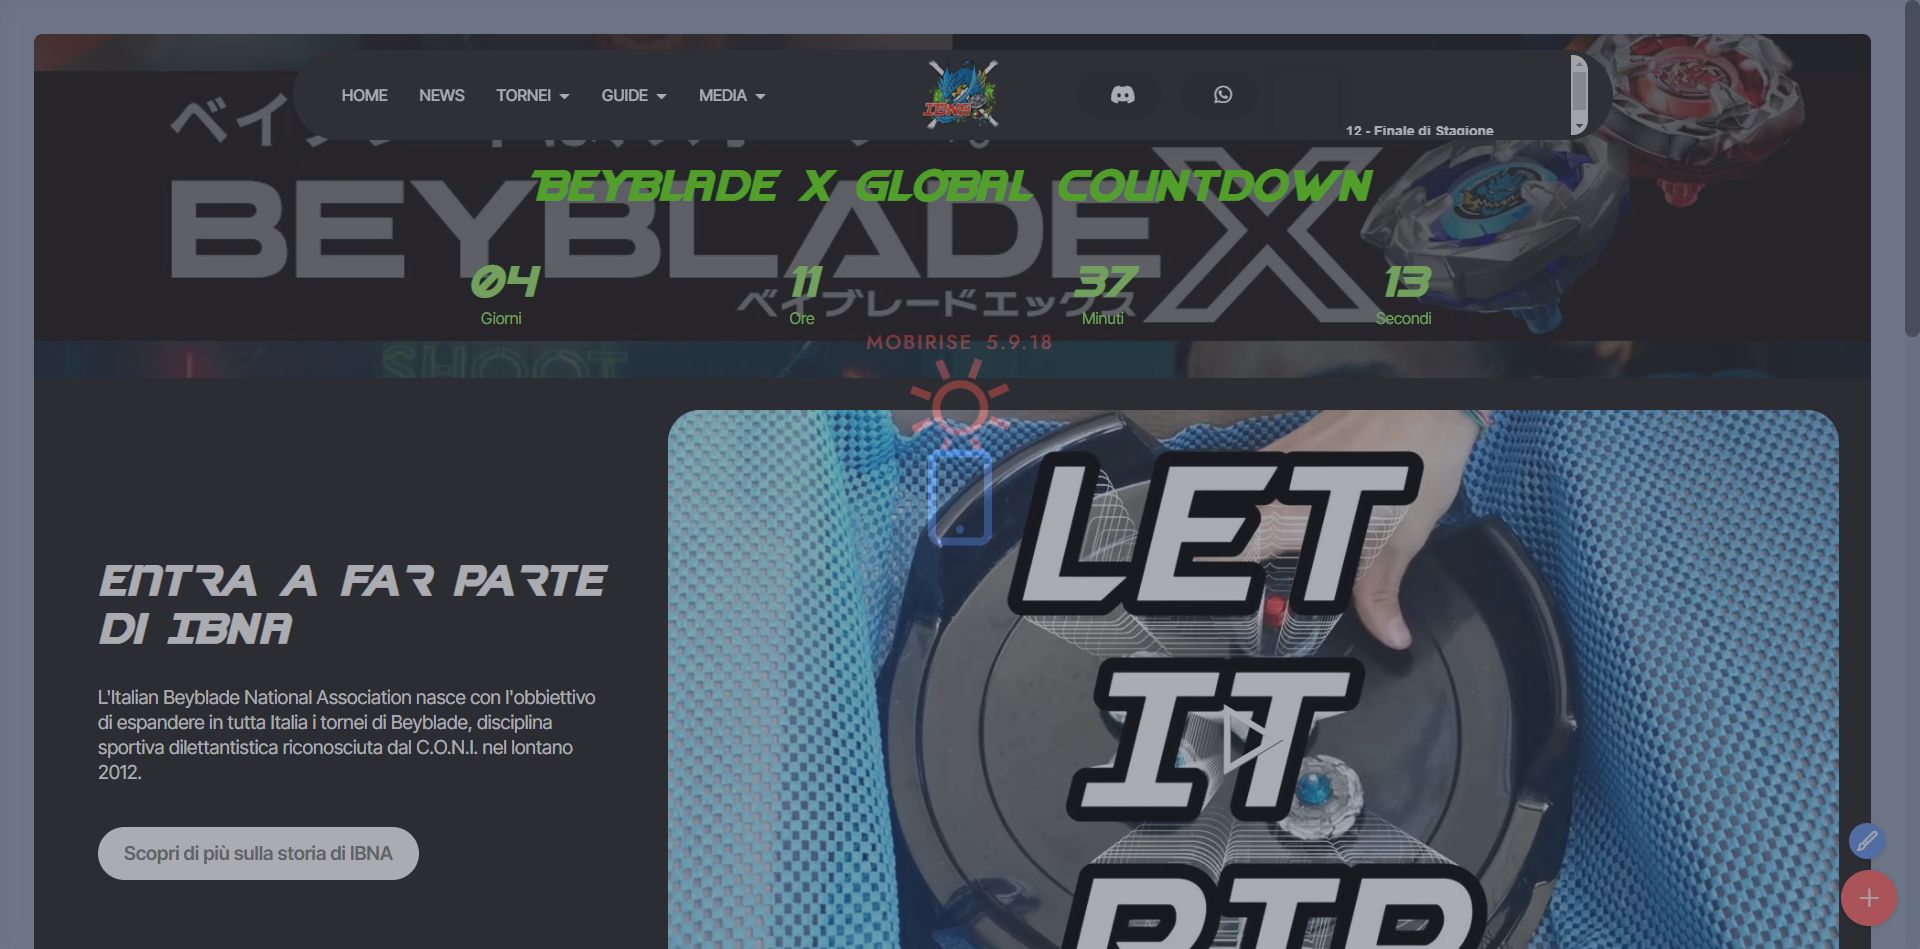 HOME NEWS TORNEI GUIDE MEDIA
IBNA
12 - Finale di Stagione
BEYBLADE X GLOBAL COUNTDOWN
BEYBLADE X
ベイブレードエックス
04 11 37 13
Giorni Ore Minuti Secondi
MOBIRISE 5.9.18
SHOOT
LET
IT
RIP
ENTRA A FAR PARTE
DI IBNA
L'Italian Beyblade National Association nasce con l'obbiettivo
di espandere in tutta Italia i tornei di Beyblade, disciplina
sportiva dilettantistica riconosciuta dal C.O.N.I. nel lontano
2012.
Scopri di più sulla storia di IBNA